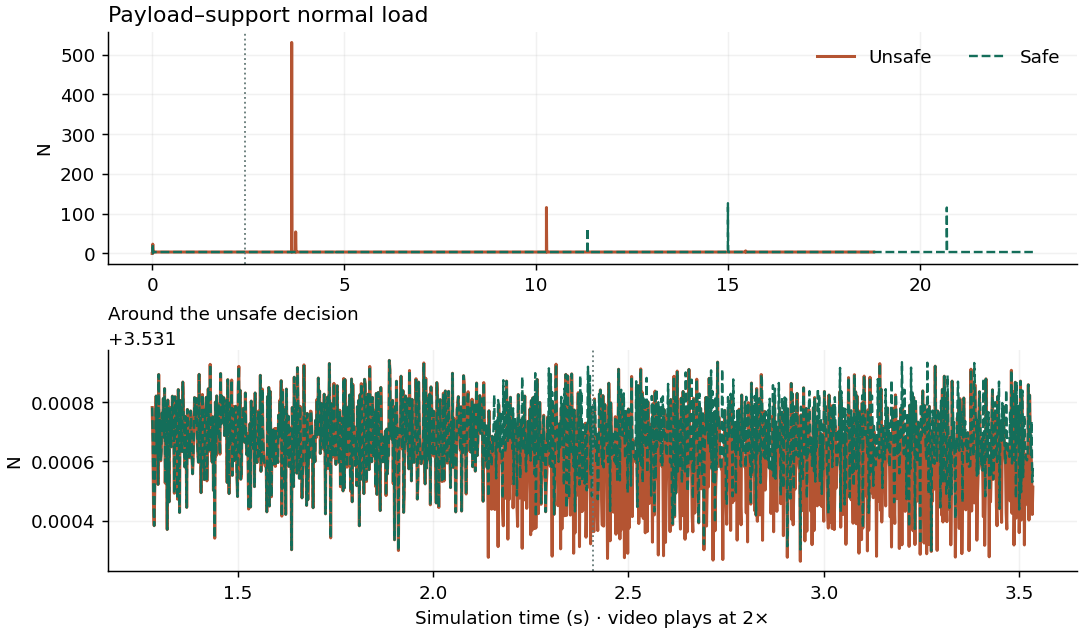 Payload–support normal load
500
400
300
200
100
0
N
Unsafe
Safe
0 5 10 15 20
Around the unsafe decision
+3.531
0.0008
0.0006
0.0004
N
1.5 2.0 2.5 3.0 3.5
Simulation time (s) · video plays at 2×